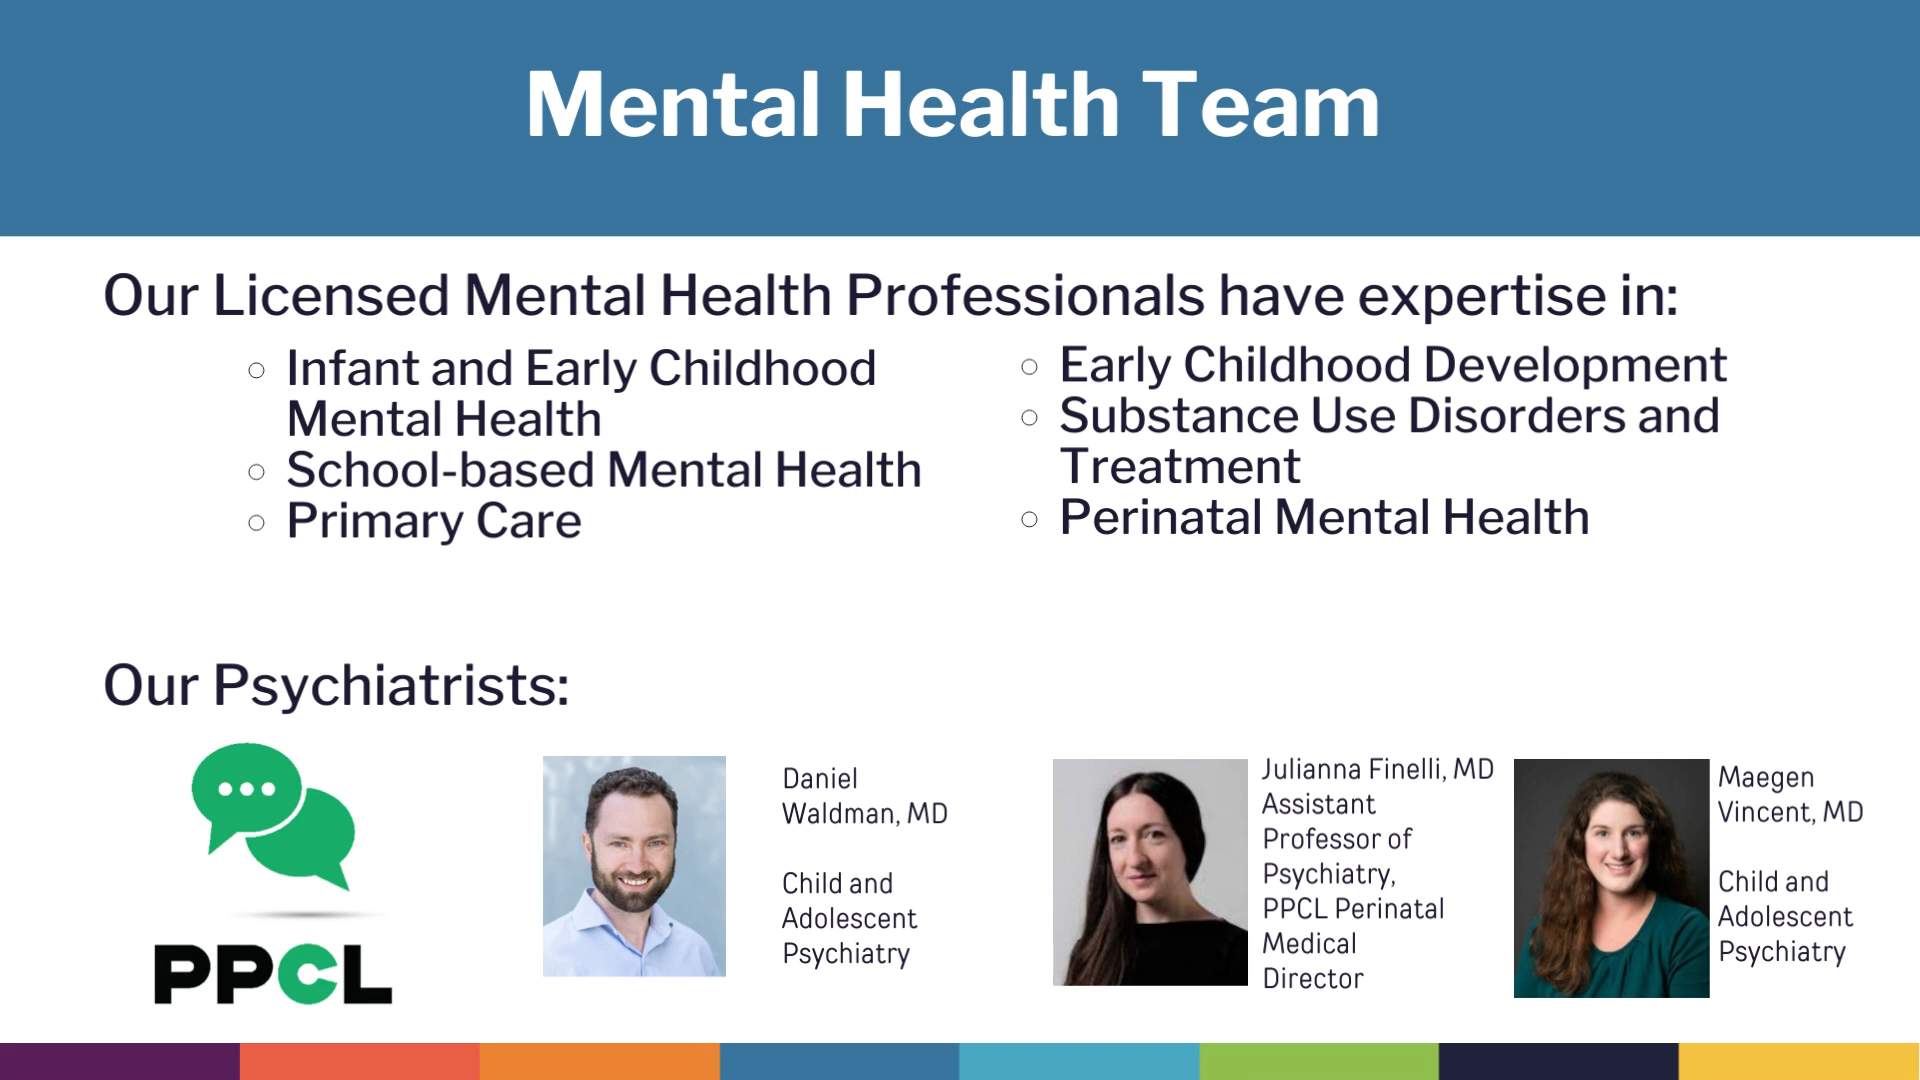 Mental Health Team
Our Licensed Mental Health Professionals have expertise in:
Infant and Early Childhood
Mental Health
School-based Mental Health
Primary Care
Early Childhood Development
Substance Use Disorders and
Treatment
Perinatal Mental Health
Our Psychiatrists:
PPCL
Daniel
Waldman, MD
Child and
Adolescent
Psychiatry
Julianna Finelli, MD
Assistant
Professor of
Psychiatry,
PPCL Perinatal
Medical
Director
Maegen
Vincent, MD
Child and
Adolescent
Psychiatry